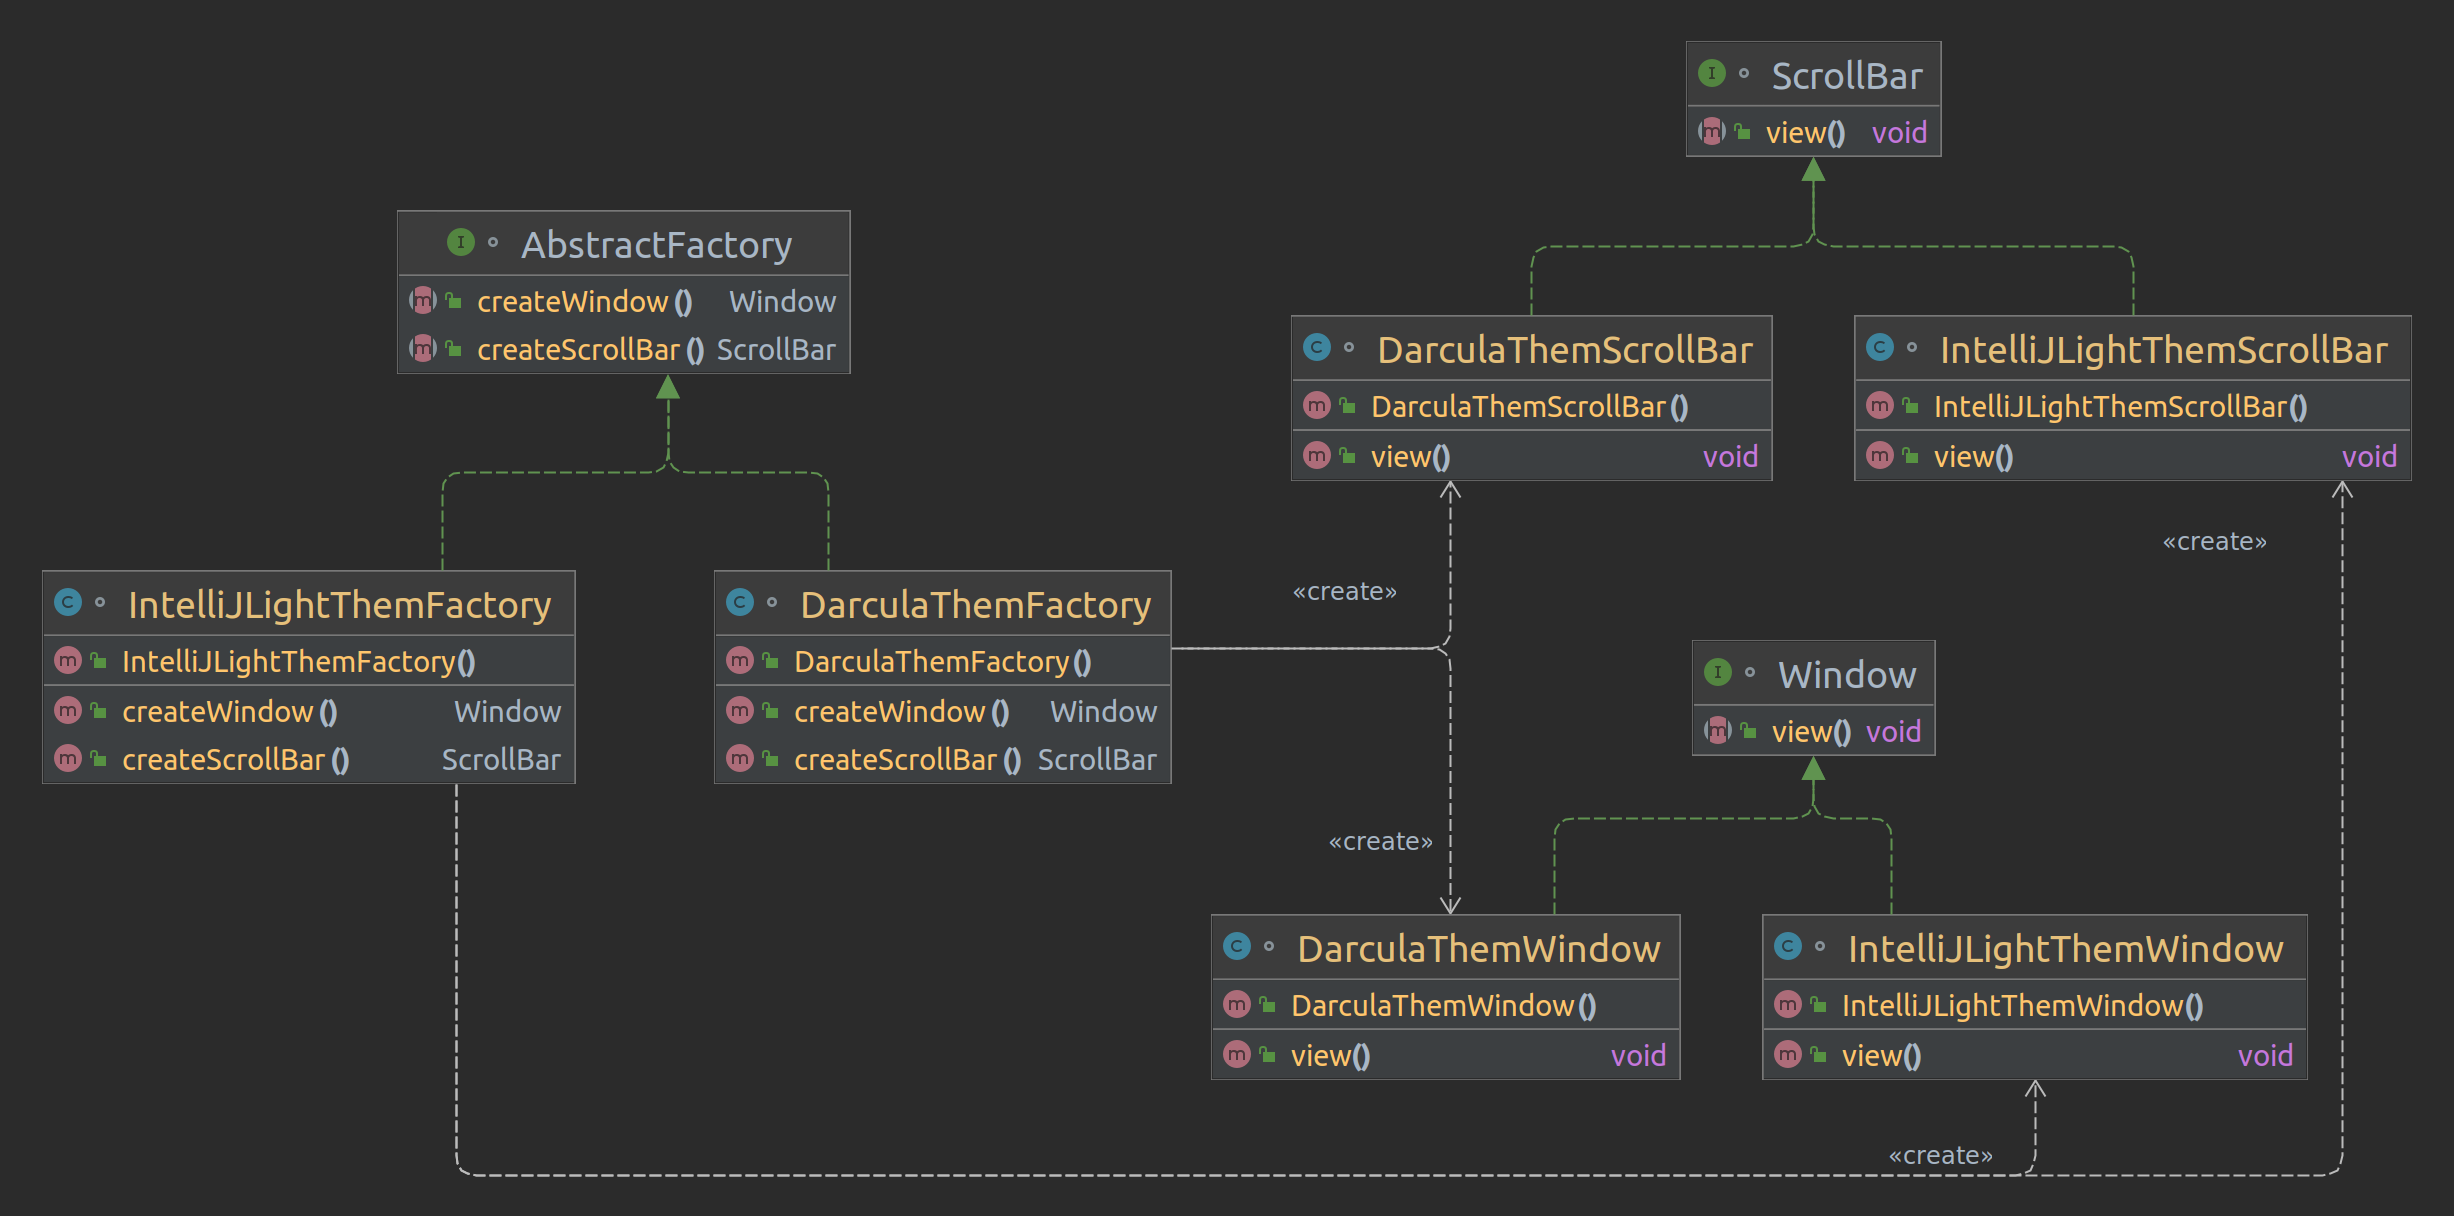 ScrollBar
view() void
AbstractFactory
createWindow() Window
createScrollBar() ScrollBar
DarculaThemScrollBar
DarculaThemScrollBar()
view() void
IntelliJLightThemScrollBar
IntelliJLightThemScrollBar()
view() void
«create»
«create»
IntelliJLightThemFactory
IntelliJLightThemFactory()
createWindow() Window
createScrollBar() ScrollBar
DarculaThemFactory
DarculaThemFactory()
createWindow() Window
createScrollBar() ScrollBar
Window
view() void
«create»
DarculaThemWindow
DarculaThemWindow()
view() void
IntelliJLightThemWindow
IntelliJLightThemWindow()
view() void
«create»